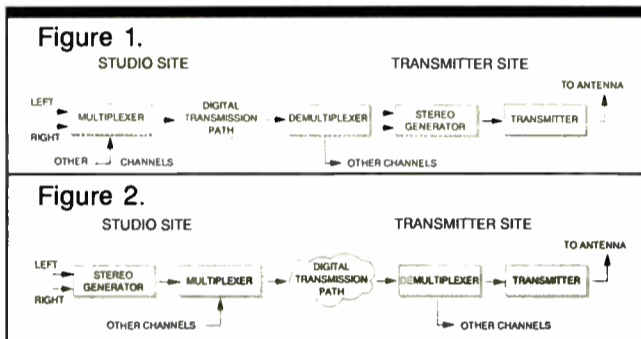 Figure 1.
STUDIO SITE
TRANSMITTER SITE
TO ANTENNA
LEFT
RIGHT
MULTIPLEXER
DIGITAL
TRANSMISSION
PATH
DEMULTIPLEXER
STEREO
GENERATOR
TRANSMITTER
OTHER CHANNELS
OTHER CHANNELS
Figure 2.
STUDIO SITE
TRANSMITTER SITE
TO ANTENNA
LEFT
RIGHT
STEREO
GENERATOR
MULTIPLEXER
DIGITAL
TRANSMISSION
PATH
DEMULTIPLEXER
TRANSMITTER
OTHER CHANNELS
OTHER CHANNELS